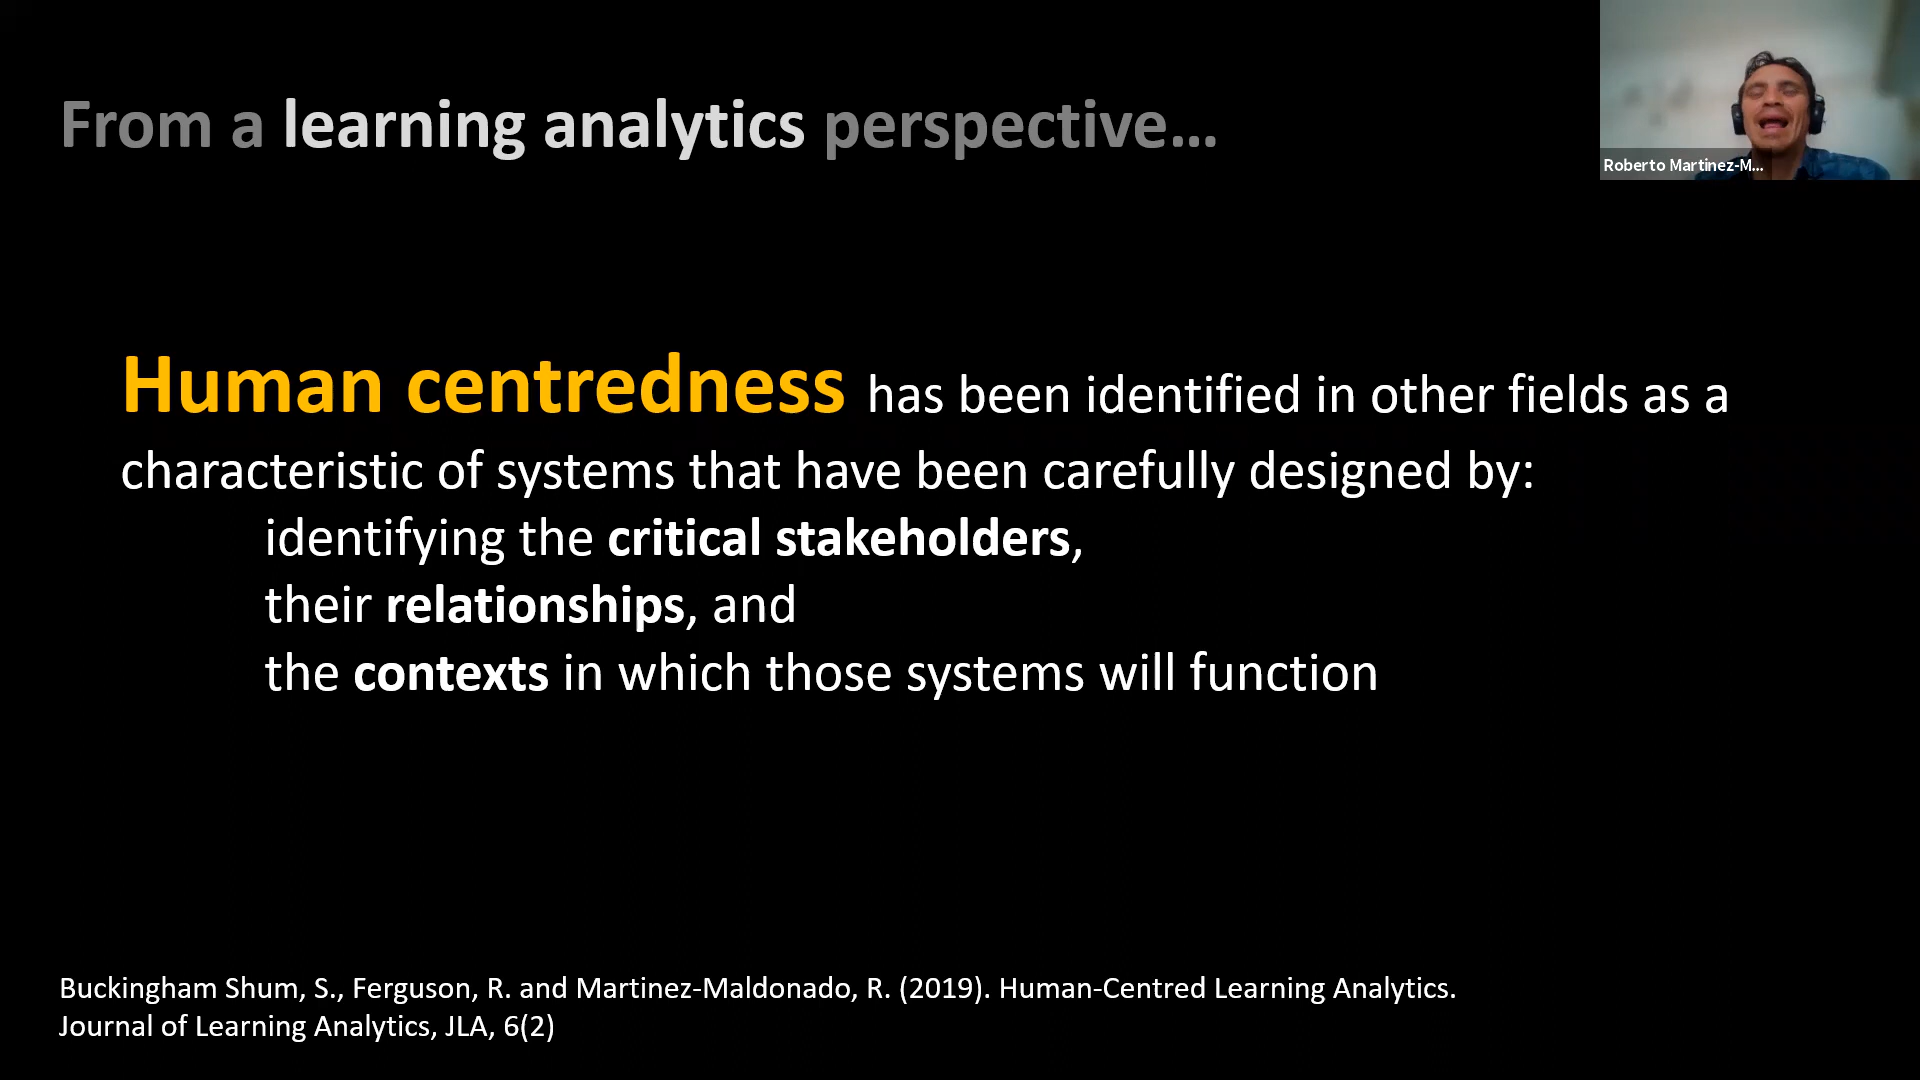 From a learning analytics perspective…
Roberto Martinez-M...
Human centredness has been identified in other fields as a
characteristic of systems that have been carefully designed by:
identifying the critical stakeholders,
their relationships, and
the contexts in which those systems will function
Buckingham Shum, S., Ferguson, R. and Martinez-Maldonado, R. (2019). Human-Centred Learning Analytics.
Journal of Learning Analytics, JLA, 6(2)